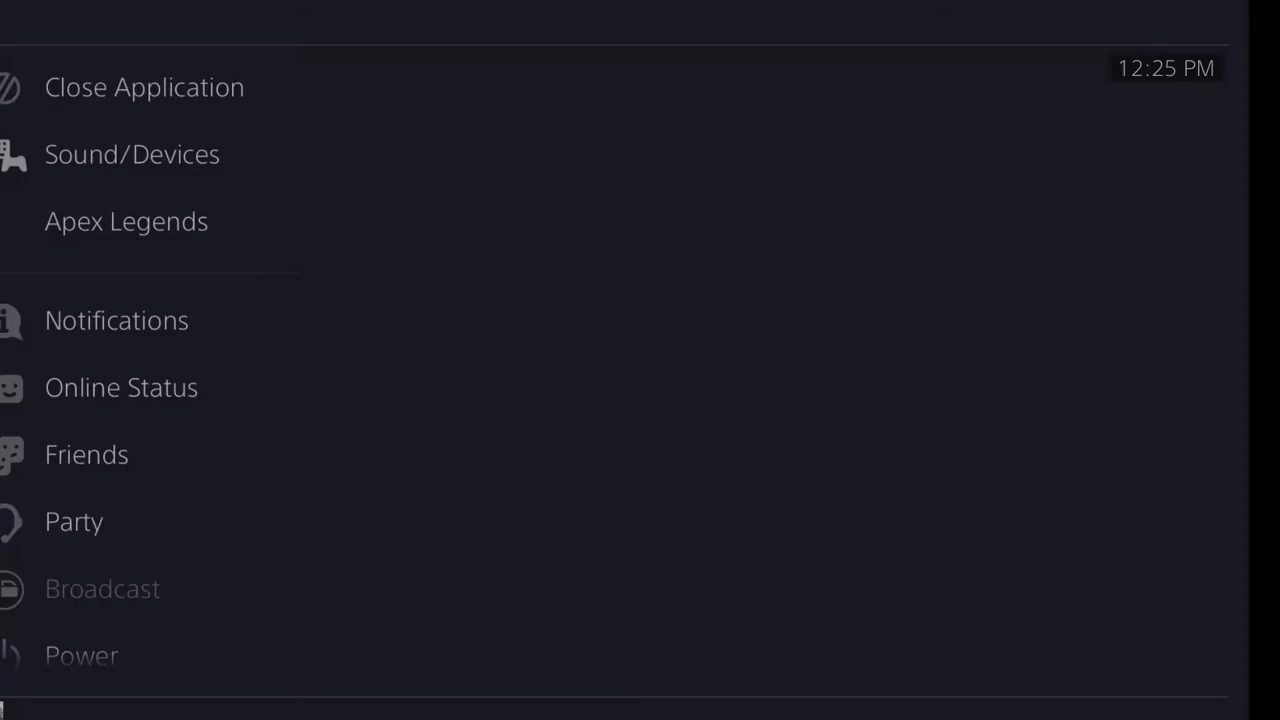 Close Application
12:25 PM
Sound/Devices
Apex Legends
Notifications
Online Status
Friends
Party
Broadcast
Power